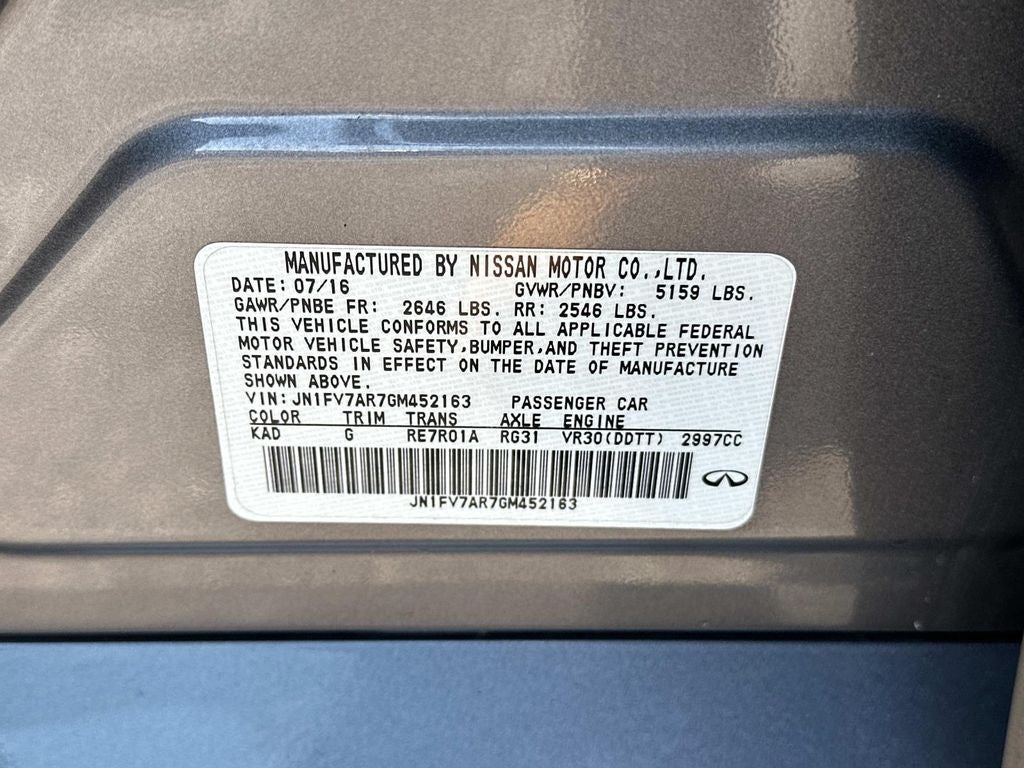 MANUFACTURED BY NISSAN MOTOR CO.,LTD.
DATE: 07/16 GVWR/PNBV: 5159 LBS.
GAWR/PNBE FR: 2646 LBS. RR: 2546 LBS.
THIS VEHICLE CONFORMS TO ALL APPLICABLE FEDERAL
MOTOR VEHICLE SAFETY,BUMPER,AND THEFT PREVENTION
STANDARDS IN EFFECT ON THE DATE OF MANUFACTURE
SHOWN ABOVE.
VIN: JN1FV7AR7GM452163 PASSENGER CAR
COLOR TRIM TRANS AXLE ENGINE
KAD G RE7R01A RG31 VR30(DDTT) 2997CC
JN1FV7AR7GM452163